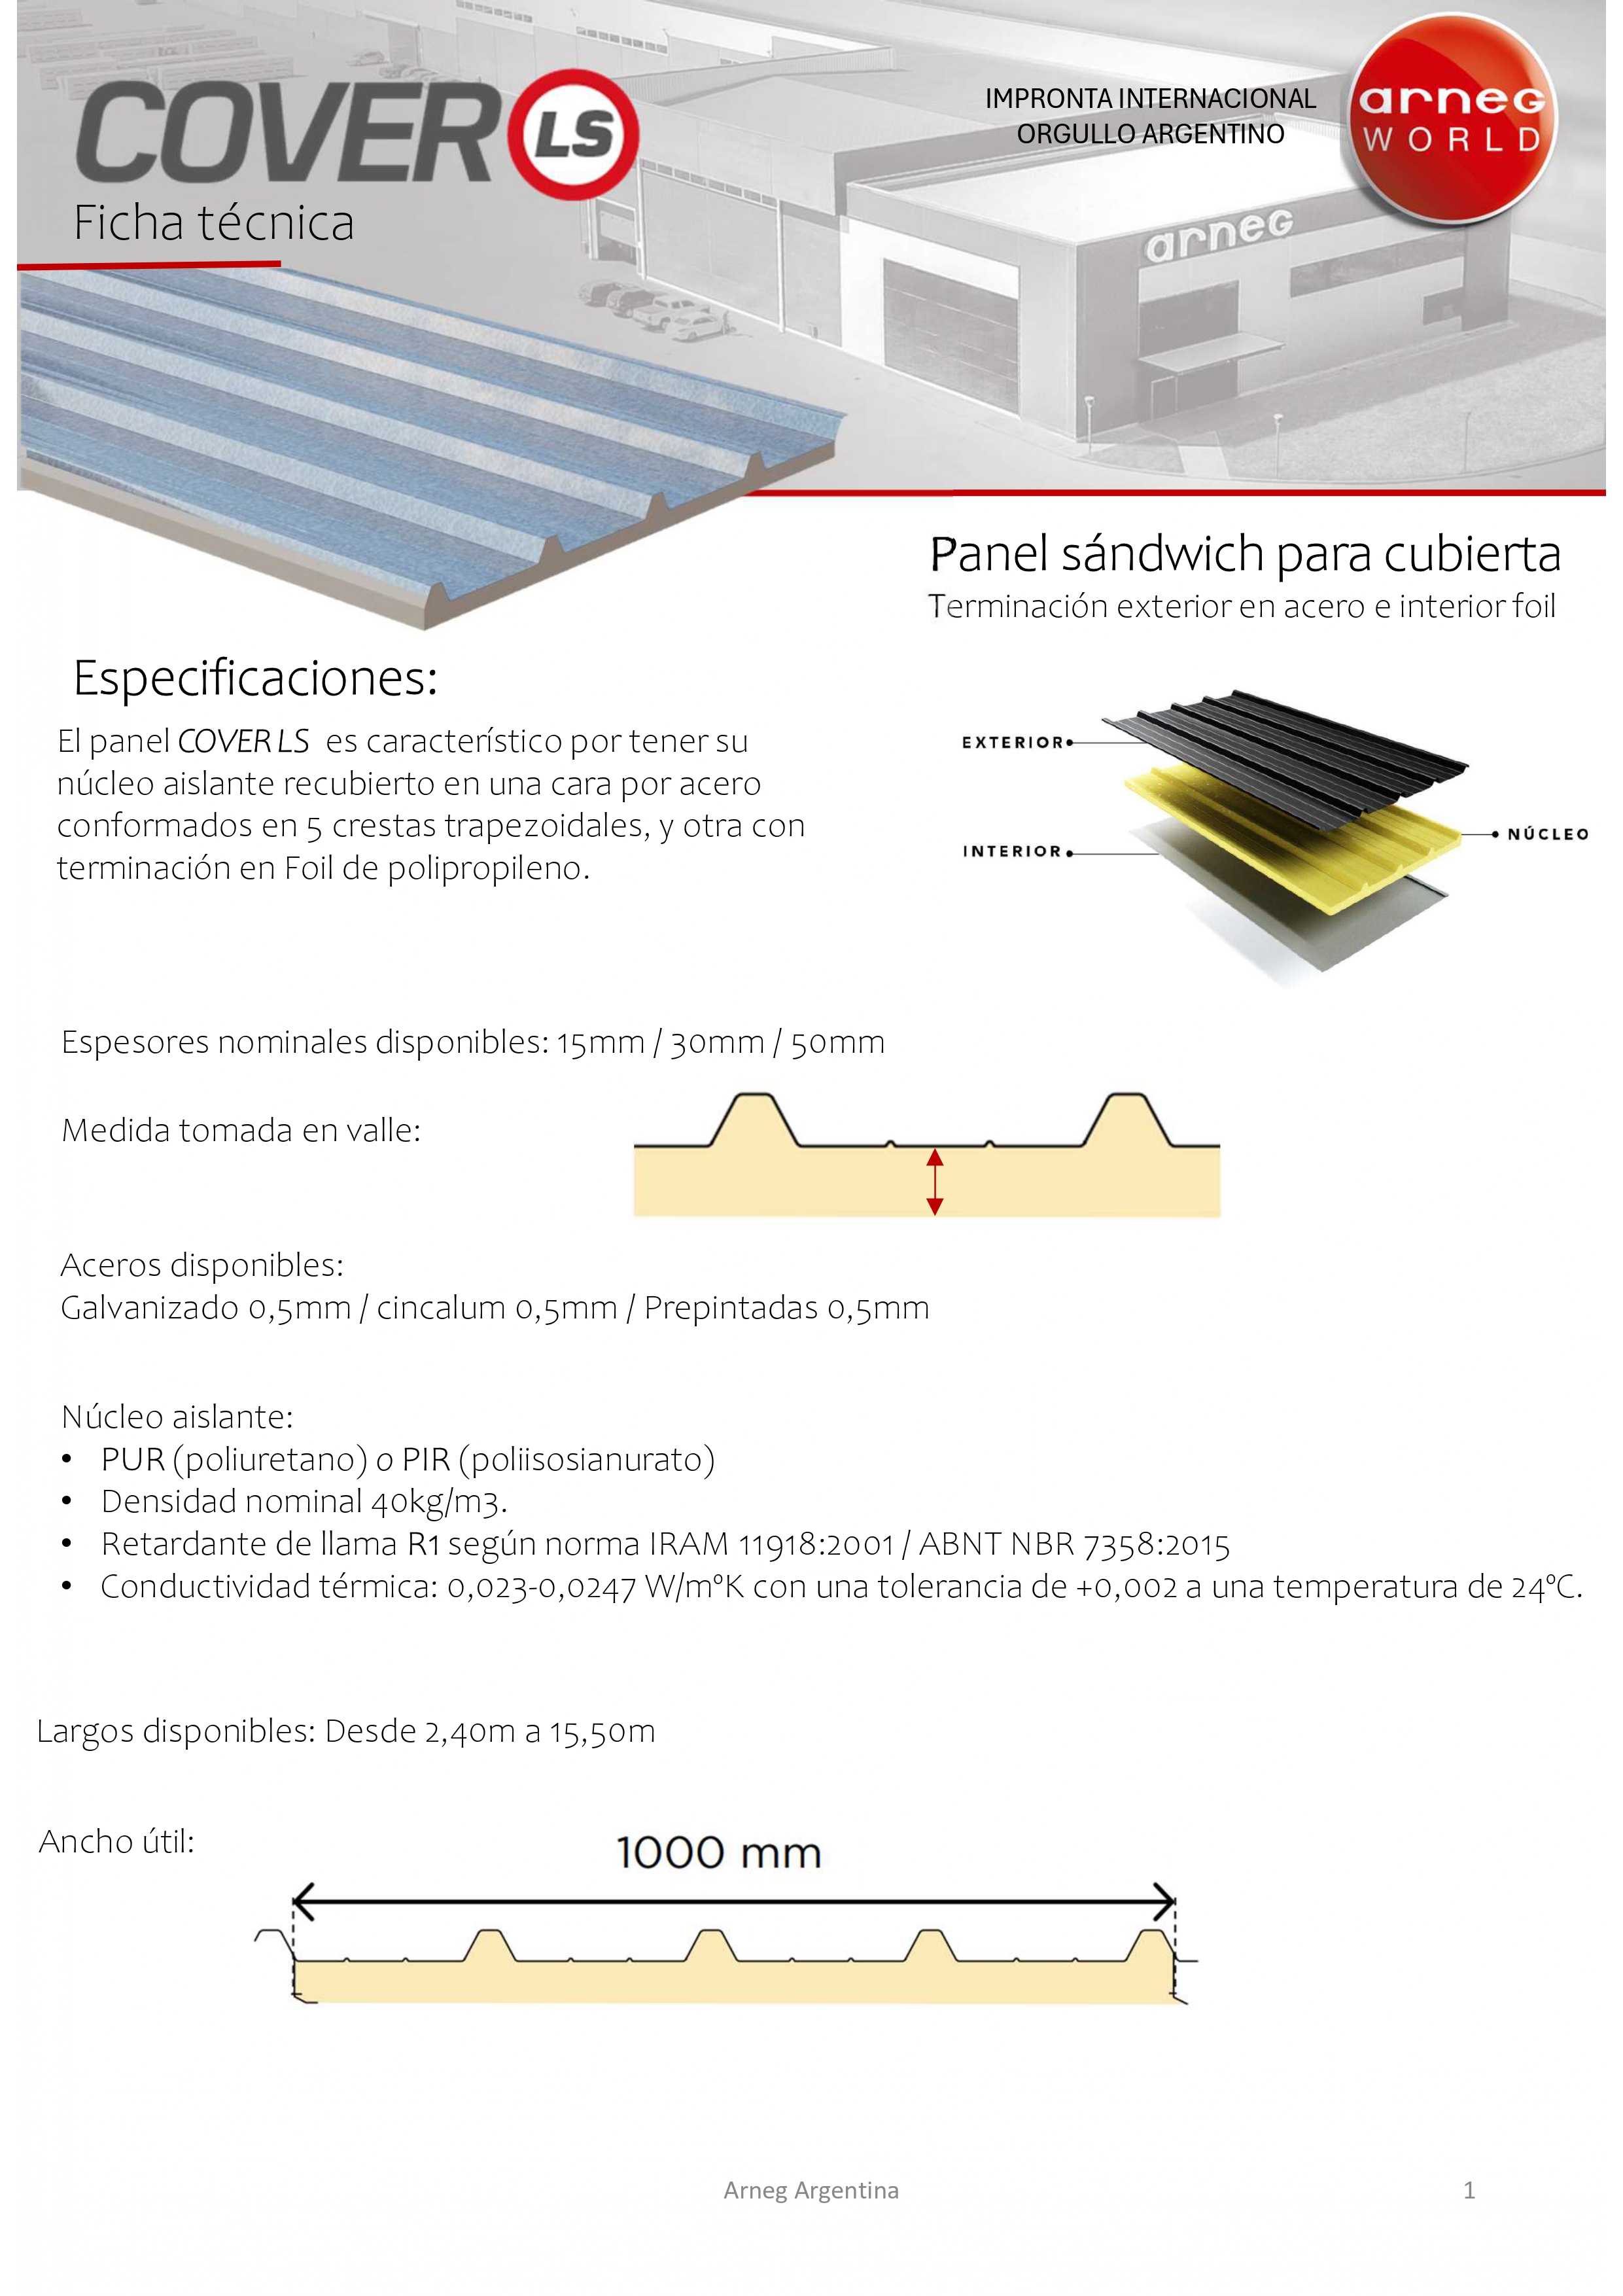 COVER LS
Ficha técnica
IMPRONTA INTERNACIONAL
ORGULLO ARGENTINO
arneg
WORLD
arneg
Panel sándwich para cubierta
Terminación exterior en acero e interior foil
Especificaciones:
El panel COVER LS es característico por tener su
núcleo aislante recubierto en una cara por acero
conformados en 5 crestas trapezoidales, y otra con
terminación en Foil de polipropileno.
EXTERIOR
NÚCLEO
INTERIOR
Espesores nominales disponibles: 15mm / 30mm / 50mm
Medida tomada en valle:
Aceros disponibles:
Galvanizado 0,5mm / cincalum 0,5mm / Prepintadas 0,5mm
Núcleo aislante:
• PUR (poliuretano) o PIR (poliisosianurato)
• Densidad nominal 40kg/m3.
• Retardante de llama R1 según norma IRAM 11918:2001 / ABNT NBR 7358:2015
• Conductividad térmica: 0,023-0,0247 W/mºK con una tolerancia de +0,002 a una temperatura de 24ºC.
Largos disponibles: Desde 2,40m a 15,50m
Ancho útil:
1000 mm
Arneg Argentina
1